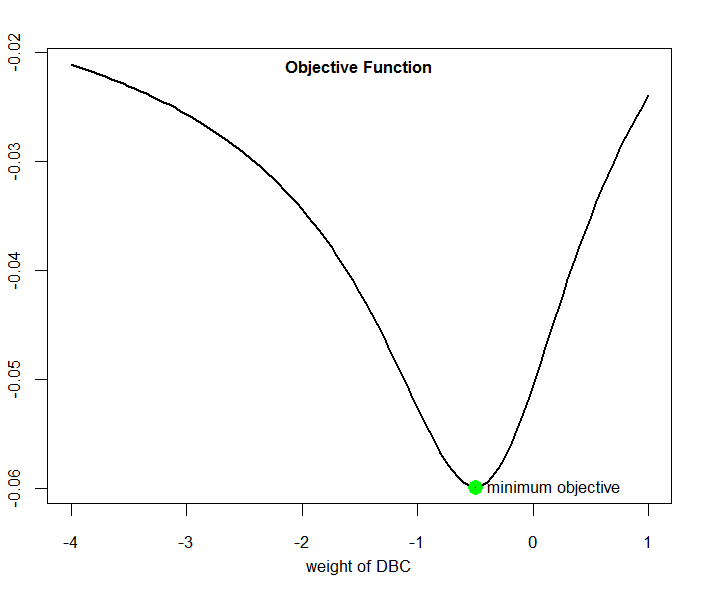 Objective Function
-0.02
-0.03
-0.04
-0.05
-0.06
minimum objective
-4 -3 -2 -1 0 1
weight of DBC